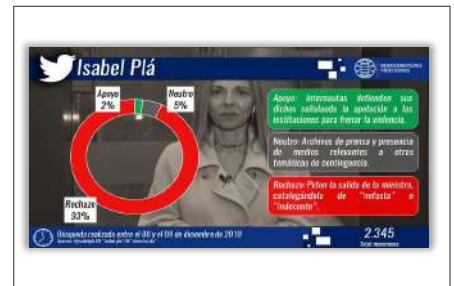 Isabel Plá
Apoyo
2%
Neutro
5%
Rechazo
93%
Apoyo: Internautas defienden sus
dichos señalando la apelación a las
instituciones para frenar la violencia.
Neutro: Archivos de prensa y presencia
de medios relevantes a otras
temáticas de contingencia.
Rechazo: Piden la salida de la ministra,
catalogándola de "nefasta" e
"indecente".
Búsqueda realizada entre el 06 y el 09 de diciembre de 2019
2.345
Total menciones